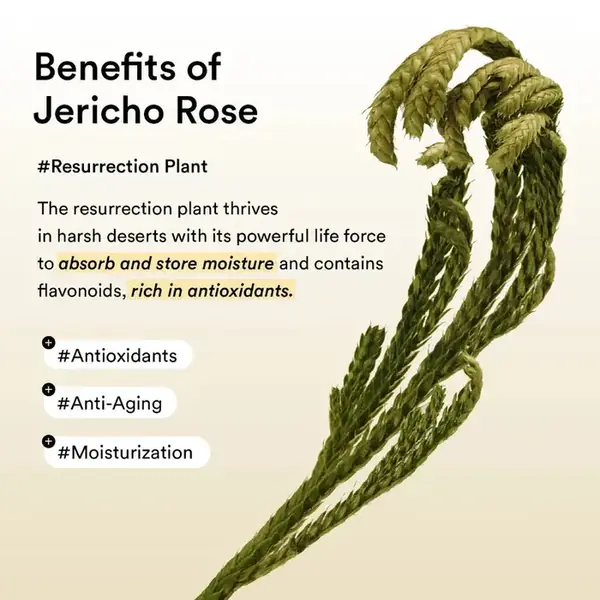 Benefits of
Jericho Rose
#Resurrection Plant
The resurrection plant thrives
in harsh deserts with its powerful life force
to absorb and store moisture and contains
flavonoids, rich in antioxidants.
#Antioxidants
#Anti-Aging
#Moisturization